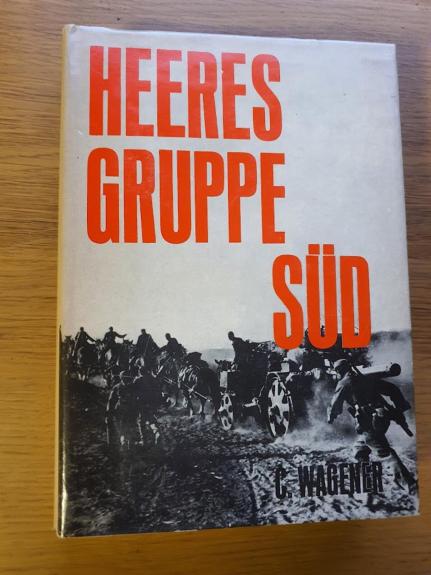 HEERES
GRUPPE
SÜD
C. WAGENER